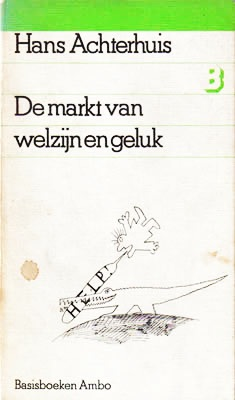 Hans Achterhuis
B
De markt van
welzijn en geluk
HELP!
Basisboeken Ambo